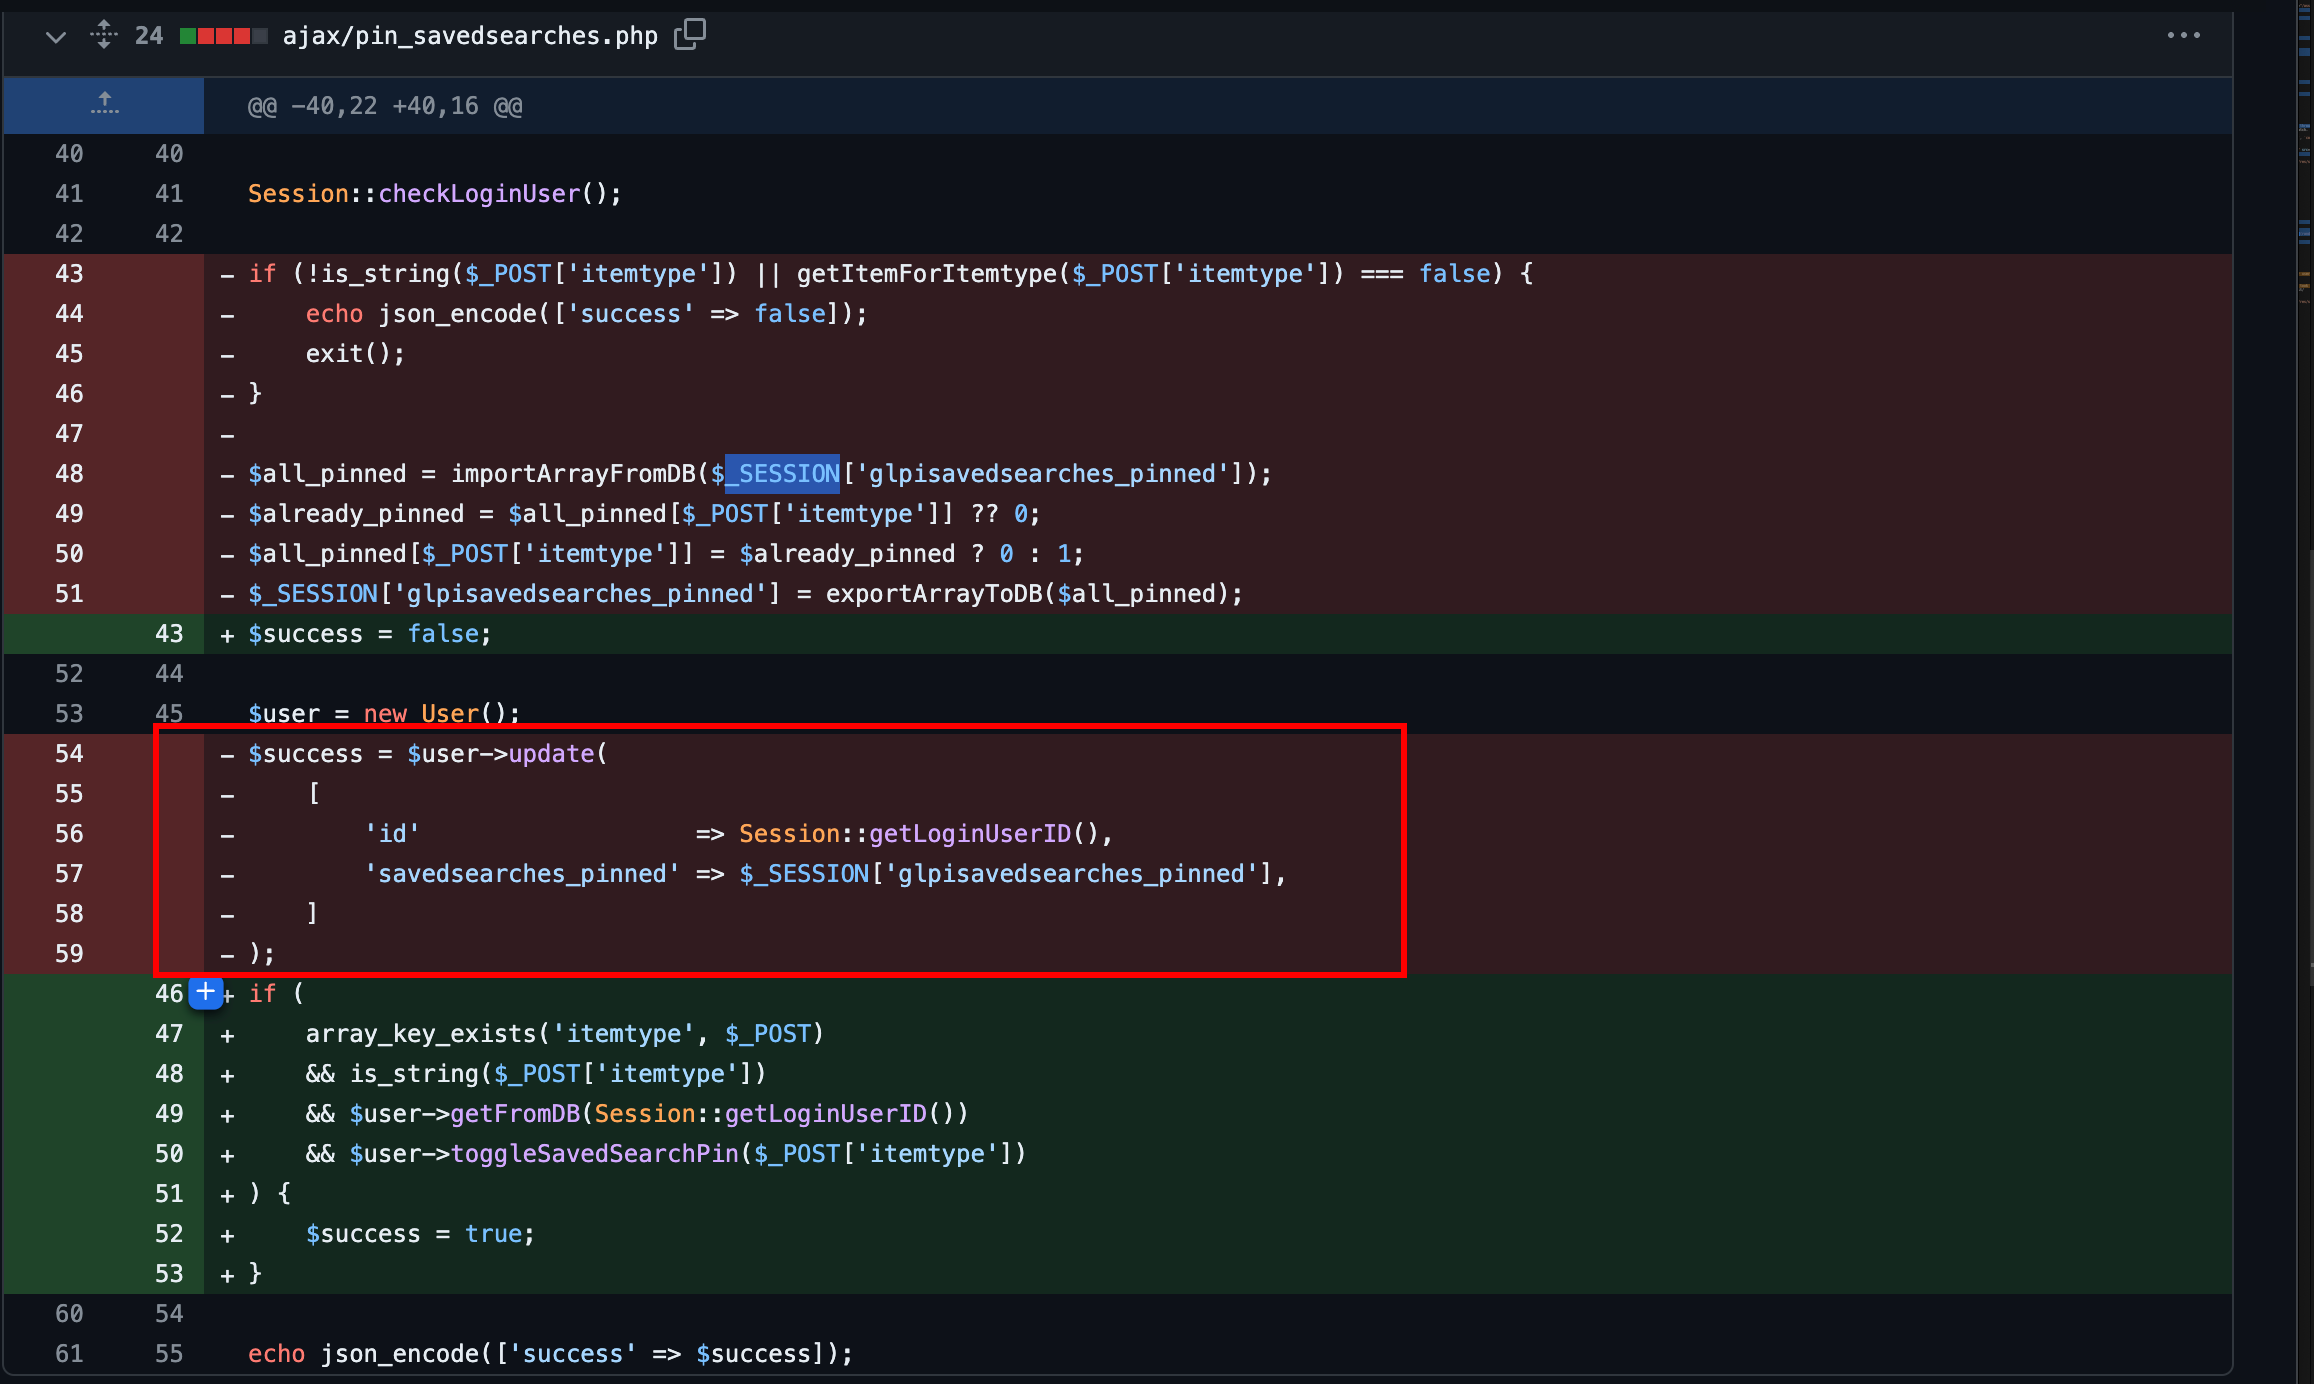 24 ajax/pin_savedsearches.php
@@ -40,22 +40,16 @@
40 40
41 41 Session::checkLoginUser();
42 42
43 - if (!is_string($_POST['itemtype']) || getItemForItemtype($_POST['itemtype']) === false) {
44 -     echo json_encode(['success' => false]);
45 -     exit();
46 - }
47 -
48 - $all_pinned = importArrayFromDB($_SESSION['glpisavedsearches_pinned']);
49 - $already_pinned = $all_pinned[$_POST['itemtype']] ?? 0;
50 - $all_pinned[$_POST['itemtype']] = $already_pinned ? 0 : 1;
51 - $_SESSION['glpisavedsearches_pinned'] = exportArrayToDB($all_pinned);
43 + $success = false;
52 44
53 45 $user = new User();
54 - $success = $user->update(
55 -     [
56 -         'id'                   => Session::getLoginUserID(),
57 -         'savedsearches_pinned' => $_SESSION['glpisavedsearches_pinned'],
58 -     ]
59 - );
46 + if (
47 +     array_key_exists('itemtype', $_POST)
48 +     && is_string($_POST['itemtype'])
49 +     && $user->getFromDB(Session::getLoginUserID())
50 +     && $user->toggleSavedSearchPin($_POST['itemtype'])
51 + ) {
52 +     $success = true;
53 + }
60 54
61 55 echo json_encode(['success' => $success]);